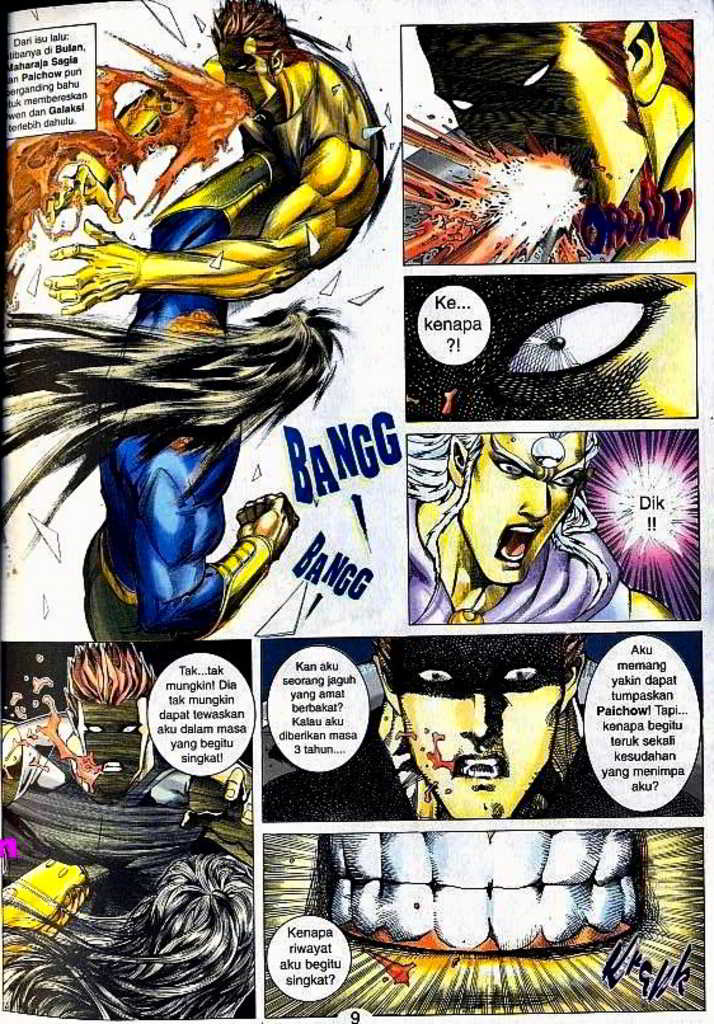 Dari isu lalu:
tibanya di Bulan,
Maharaja Sagia
an Paichow pun
perganding bahu
tuk membereskan
wen dan Galaksi
terlebih dahulu.
Ke...
kenapa
?!
BANGG
BANGG
Dik
!!
Tak...tak
mungkin! Dia
tak mungkin
dapat tewaskan
aku dalam masa
yang begitu
singkat!
Kan aku
seorang jaguh
yang amat
berbakat?
Kalau aku
diberikan masa
3 tahun....
Aku
memang
yakin dapat
tumpaskan
Paichow! Tapi...
kenapa begitu
teruk sekali
kesudahan
yang menimpa
aku?
Kenapa
riwayat
aku begitu
singkat?
9